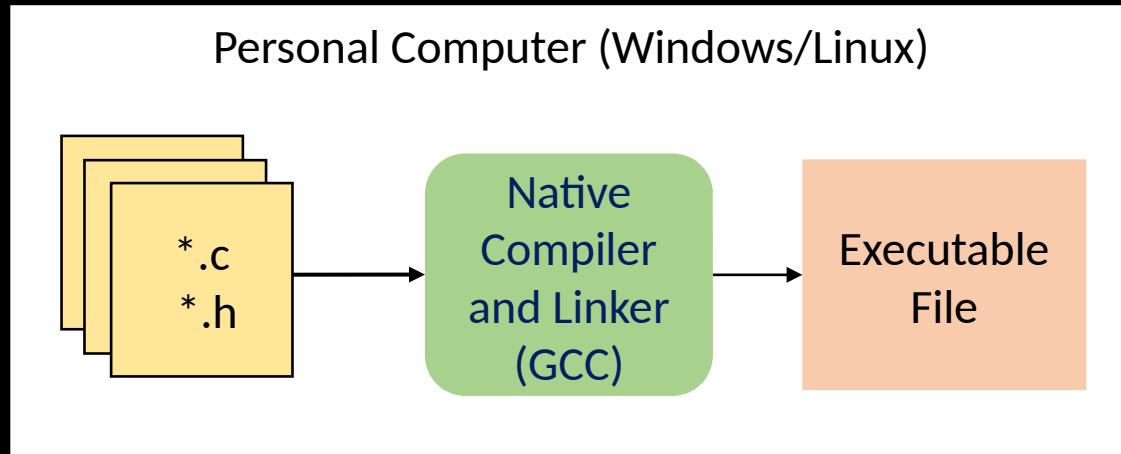 Personal Computer (Windows/Linux)
*.c
*.h
Native
Compiler
and Linker
(GCC)
Executable
File